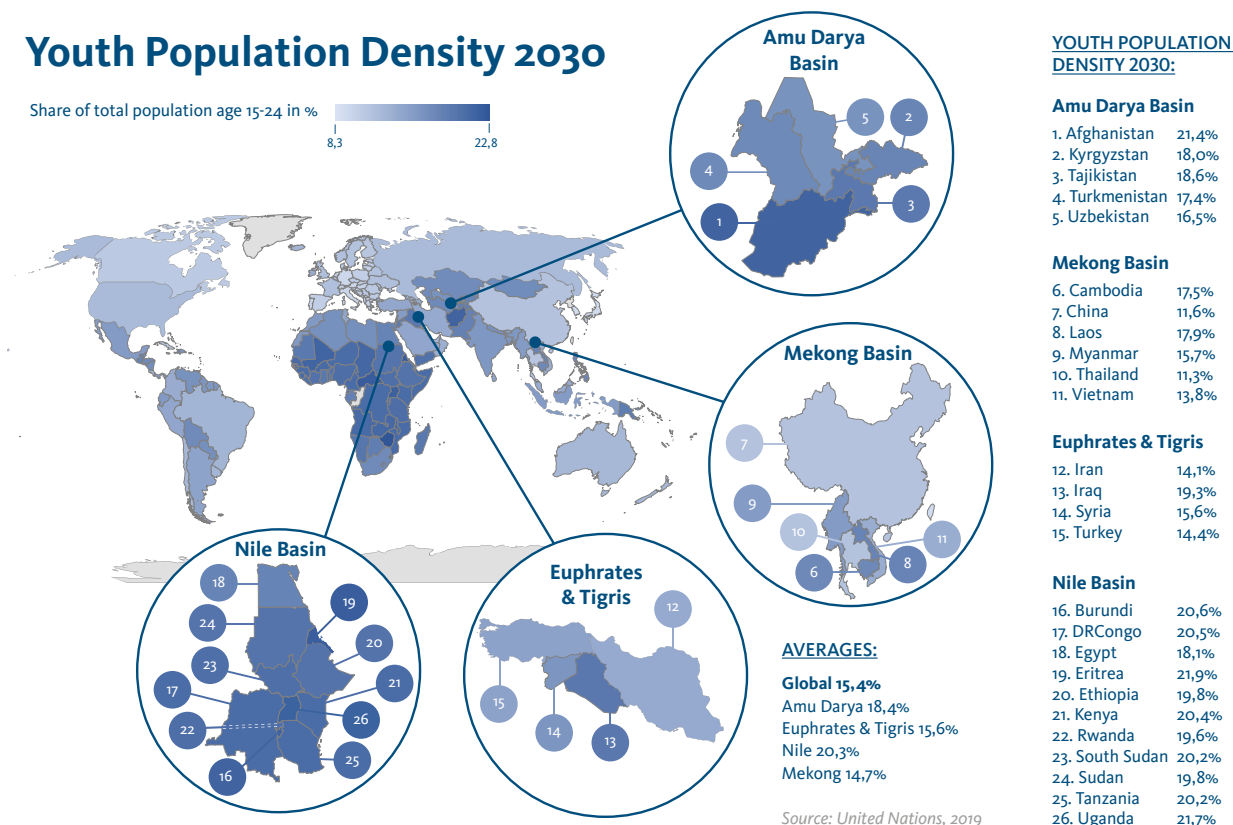 Youth Population Density 2030
Share of total population age 15-24 in %
8,3
22,8
Amu Darya
Basin
5
2
4
1
3
Mekong Basin
7
9
10
11
6
8
Nile Basin
18
19
24
20
23
21
17
26
22
25
16
Euphrates
& Tigris
12
15
14
13
AVERAGES:
Global 15,4%
Amu Darya 18,4%
Euphrates & Tigris 15,6%
Nile 20,3%
Mekong 14,7%
Source: United Nations, 2019
YOUTH POPULATION
DENSITY 2030:
Amu Darya Basin
1. Afghanistan 21,4%
2. Kyrgyzstan 18,0%
3. Tajikistan 18,6%
4. Turkmenistan 17,4%
5. Uzbekistan 16,5%
Mekong Basin
6. Cambodia 17,5%
7. China 11,6%
8. Laos 17,9%
9. Myanmar 15,7%
10. Thailand 11,3%
11. Vietnam 13,8%
Euphrates & Tigris
12. Iran 14,1%
13. Iraq 19,3%
14. Syria 15,6%
15. Turkey 14,4%
Nile Basin
16. Burundi 20,6%
17. DRCongo 20,5%
18. Egypt 18,1%
19. Eritrea 21,9%
20. Ethiopia 19,8%
21. Kenya 20,4%
22. Rwanda 19,6%
23. South Sudan 20,2%
24. Sudan 19,8%
25. Tanzania 20,2%
26. Uganda 21,7%